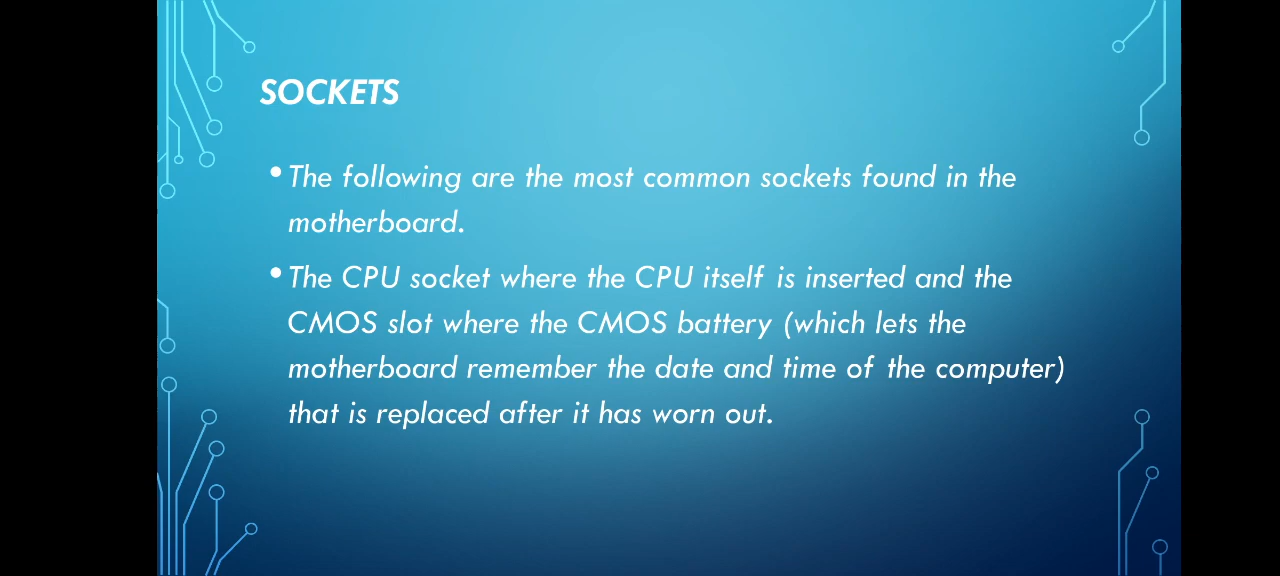 SOCKETS
• The following are the most common sockets found in the
motherboard.
• The CPU socket where the CPU itself is inserted and the
CMOS slot where the CMOS battery (which lets the
motherboard remember the date and time of the computer)
that is replaced after it has worn out.